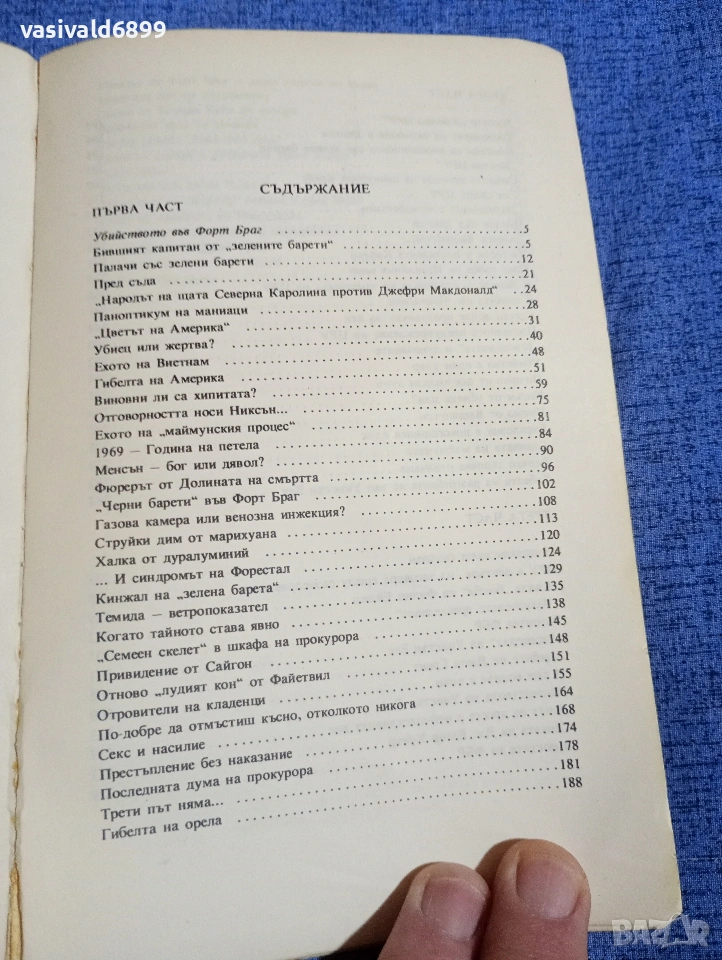 vasivald6899
СЪДЪРЖАНИЕ
ПЪРВА ЧАСТ
Убийството във Форт Браг . . . 5
Бившият капитан от „зелените барети“ . . . 5
Палачи със зелени барети . . . 12
Пред съда . . . 21
„Народът на щата Северна Каролина против Джефри Макдоналд“ . . 24
Паноптикум на маниаци . . . 28
„Цветът на Америка“ . . . 31
Убиец или жертва? . . . 40
Ехото на Виетнам . . . 48
Гибелта на Америка . . . 51
Виновни ли са хипитата? . . . 59
Отговорността носи Никсън... . . . 75
Ехото на „маймунския процес“ . . . 81
1969 — Година на петела . . . 84
Менсън — бог или дявол? . . . 90
Фюрерът от Долината на смъртта . . . 96
„Черни барети“ във Форт Браг . . . 102
Газова камера или венозна инжекция? . . . 108
Струйки дим от марихуана . . . 113
Халка от дуралуминий . . . 120
... И синдромът на Форестал . . . 124
Кинжал на „зелена барета“ . . . 129
Темида — ветропоказател . . . 135
Когато тайното става явно . . . 138
„Семеен скелет“ в шкафа на прокурора . . . 145
Привидение от Сайгон . . . 148
Отново „лудият кон“ от Файетвил . . . 151
Отровители на кладенци . . . 155
По-добре да отмъстиш късно, отколкото никога . . . 164
Секс и насилие . . . 168
Престъпление без наказание . . . 174
Последната дума на прокурора . . . 178
Трети път няма... . . . 181
Гибелта на орела . . . 188
BAZAR